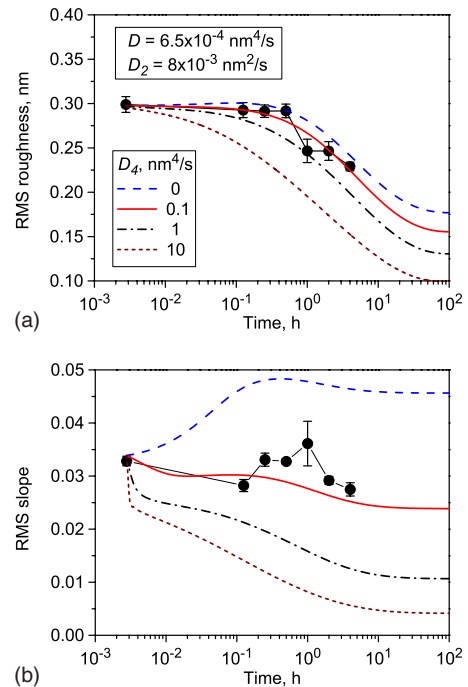 0.40
0.35
0.30
0.25
0.20
0.15
0.10
RMS roughness, nm
D = 6.5x10⁻⁴ nm⁴/s
D₂ = 8x10⁻³ nm²/s
D₄, nm⁴/s
0
0.1
1
10
10⁻³ 10⁻² 10⁻¹ 10⁰ 10¹ 10²
Time, h
(a)
0.05
0.04
0.03
0.02
0.01
0.00
RMS slope
10⁻³ 10⁻² 10⁻¹ 10⁰ 10¹ 10²
Time, h
(b)